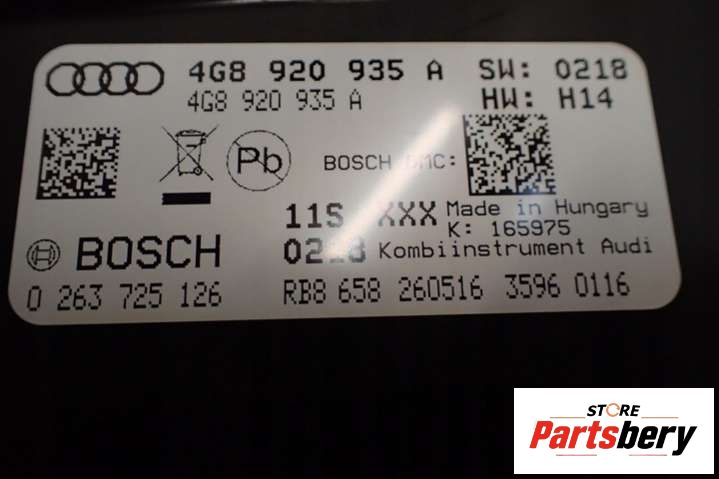 4G8 920 935 A SW: 0218
4G8 920 935 A HW: H14
Pb BOSCH DMC:
11S XXX Made in Hungary
K: 165975
BOSCH 0218 Kombiinstrument Audi
0 263 725 126 RB8 658 260516 3596 0116
STORE
Partsbery